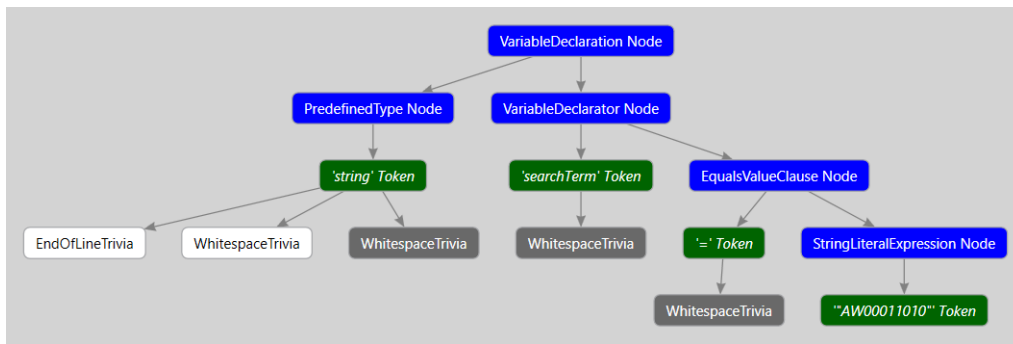 VariableDeclaration Node
PredefinedType Node
VariableDeclarator Node
'string' Token
'searchTerm' Token
EqualsValueClause Node
EndOfLineTrivia
WhitespaceTrivia
WhitespaceTrivia
WhitespaceTrivia
'=' Token
StringLiteralExpression Node
WhitespaceTrivia
'"AW00011010"' Token